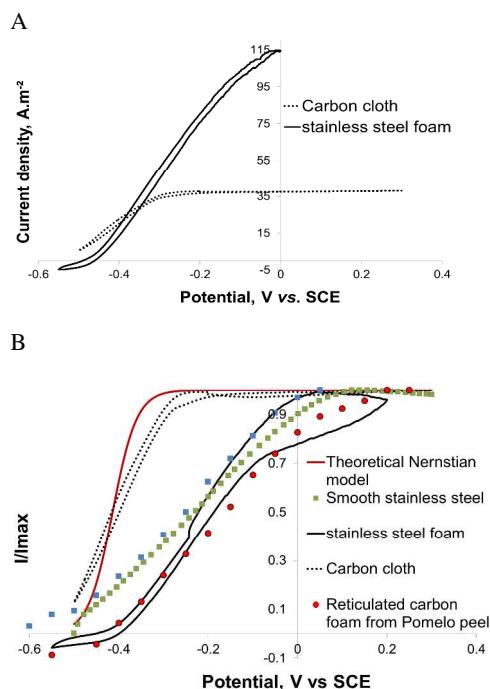 A
Current density, A.m⁻²
115
95
75
55
35
15
-5
Carbon cloth
stainless steel foam
-0.6
-0.4
-0.2
0
0.2
0.4
Potential, V vs. SCE
B
I/Imax
0.9
0.7
0.5
0.3
0.1
-0.1
Theoretical Nernstian
model
Smooth stainless steel
stainless steel foam
Carbon cloth
Reticulated carbon
foam from Pomelo peel
-0.6
-0.4
-0.2
0
0.2
0.4
Potential, V vs SCE